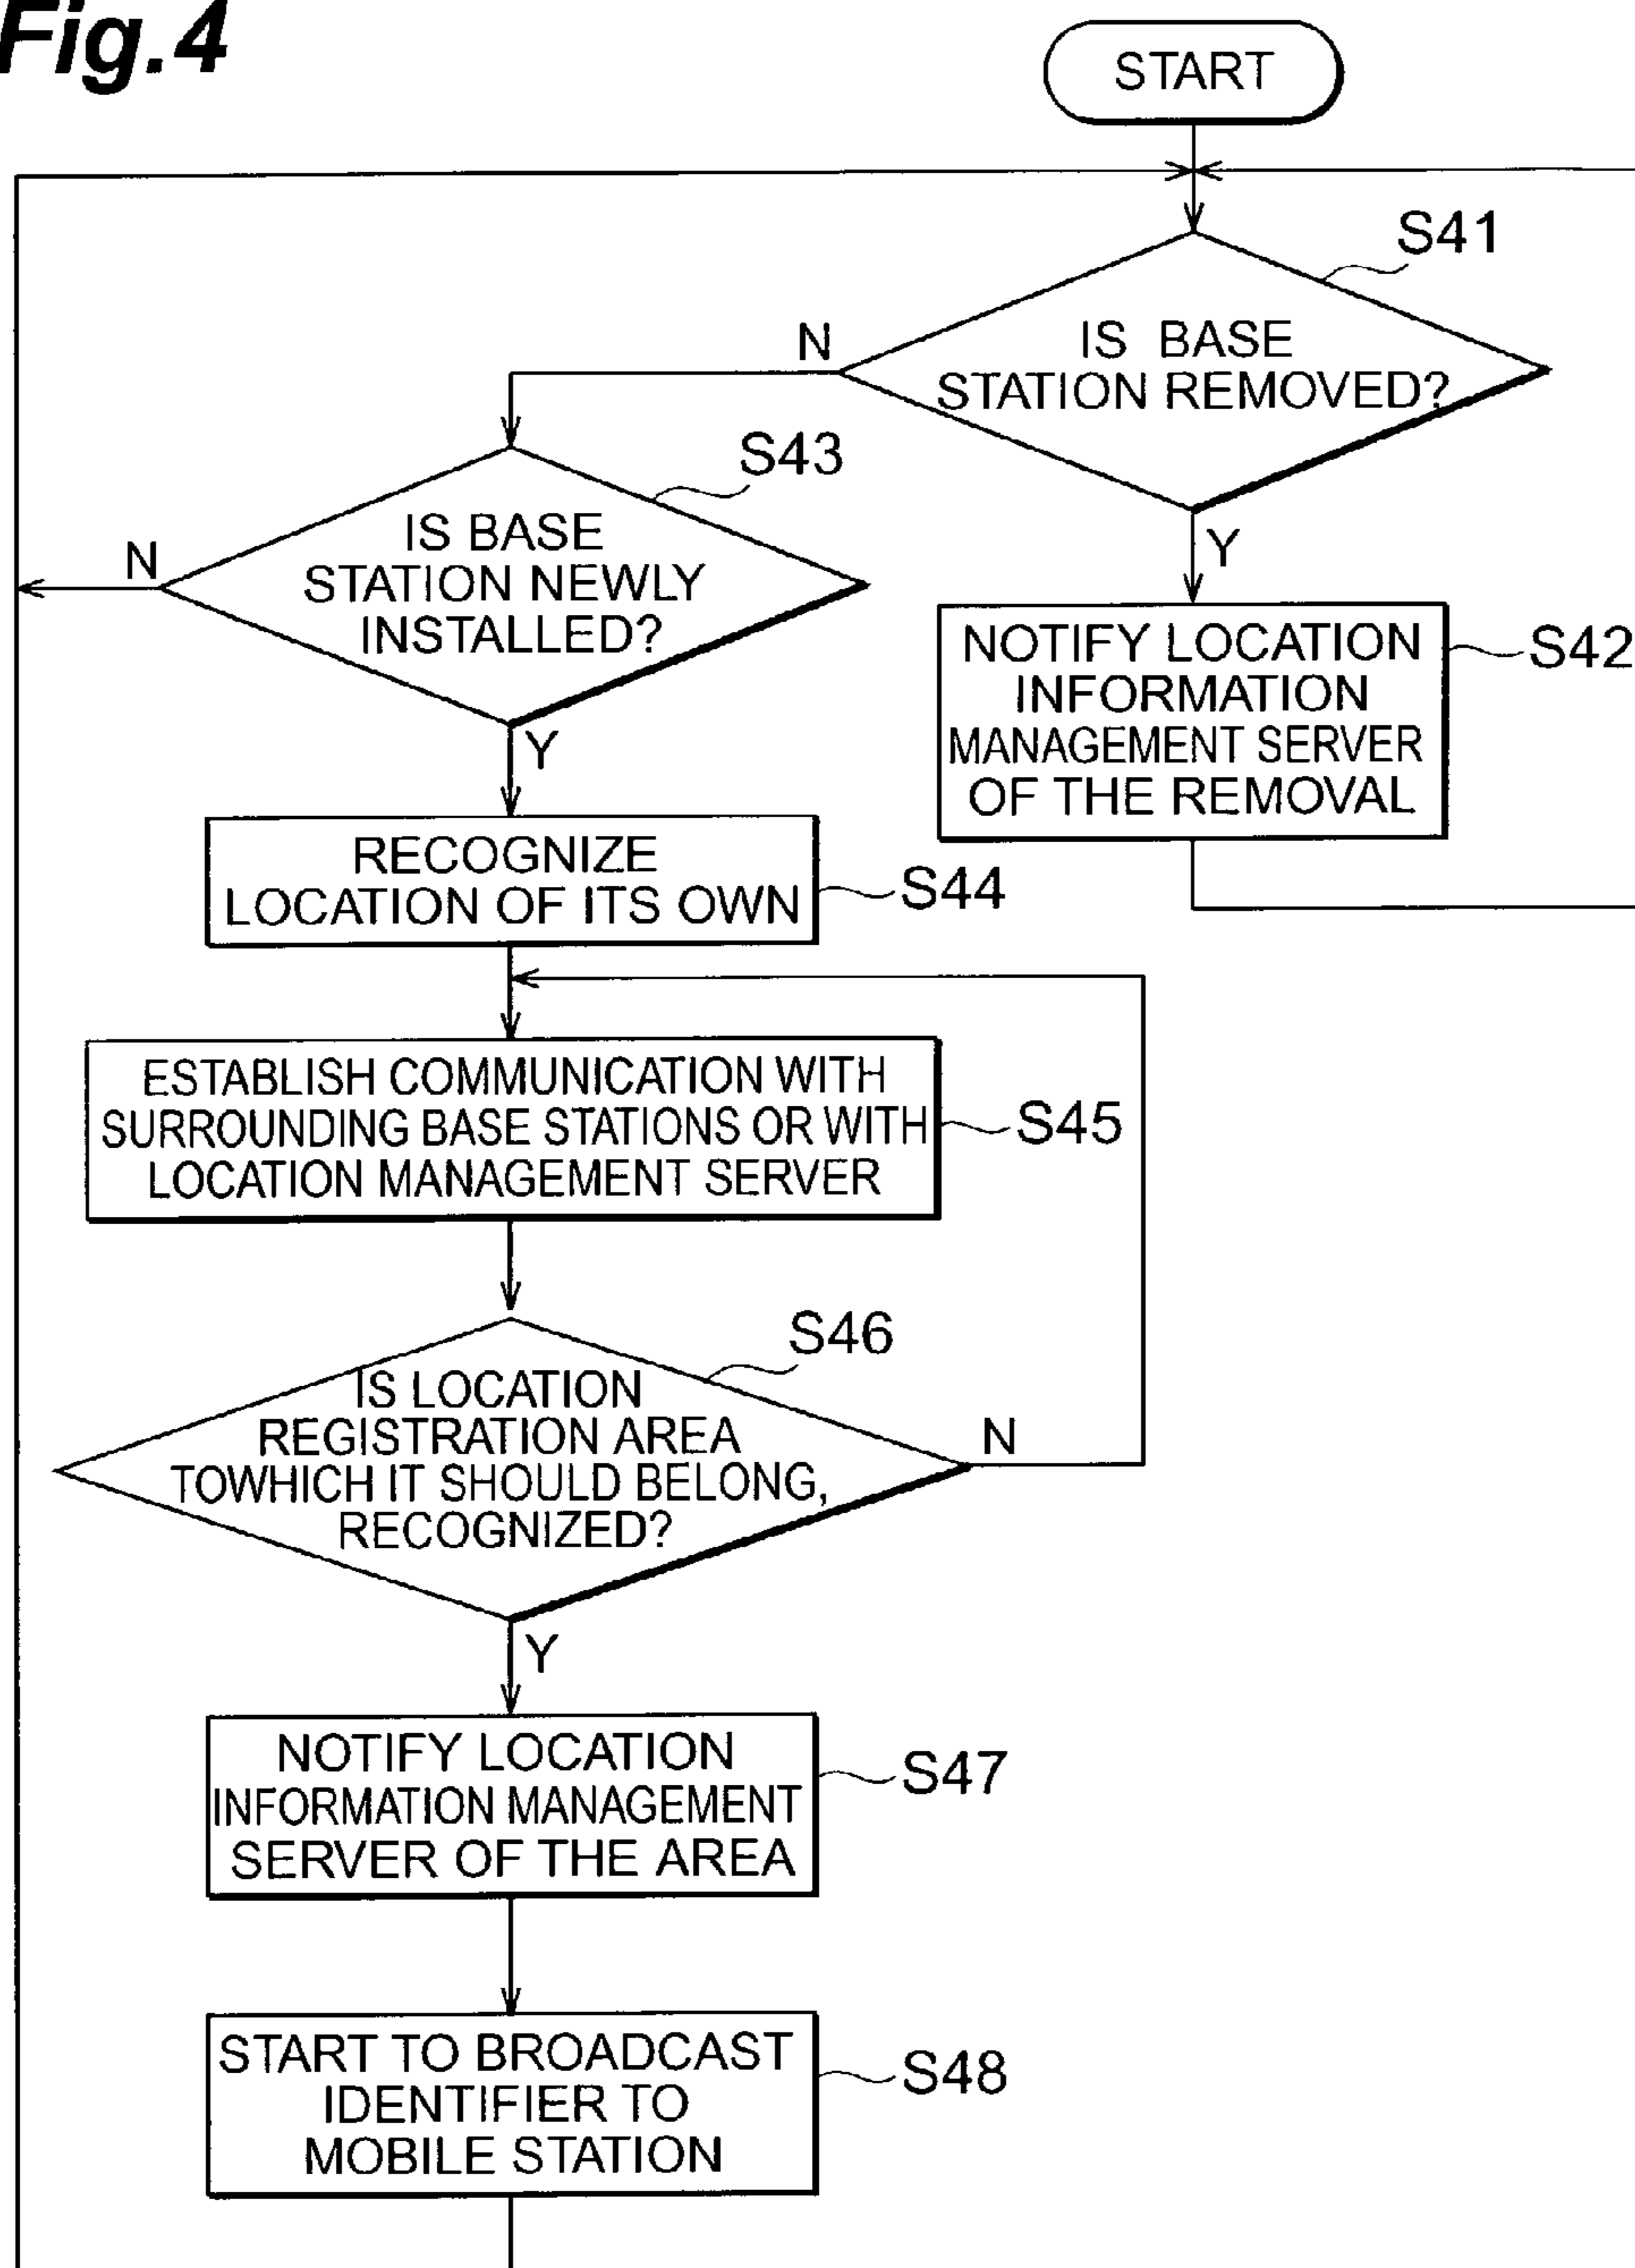 Fig.4
START
S41
IS BASE
STATION REMOVED?
N
Y
S43
IS BASE
STATION NEWLY
INSTALLED?
N
Y
NOTIFY LOCATION
INFORMATION
MANAGEMENT SERVER
OF THE REMOVAL
S42
RECOGNIZE
LOCATION OF ITS OWN
S44
ESTABLISH COMMUNICATION WITH
SURROUNDING BASE STATIONS OR WITH
LOCATION MANAGEMENT SERVER
S45
S46
IS LOCATION
REGISTRATION AREA
TOWHICH IT SHOULD BELONG,
RECOGNIZED?
N
Y
NOTIFY LOCATION
INFORMATION MANAGEMENT
SERVER OF THE AREA
S47
START TO BROADCAST
IDENTIFIER TO
MOBILE STATION
S48